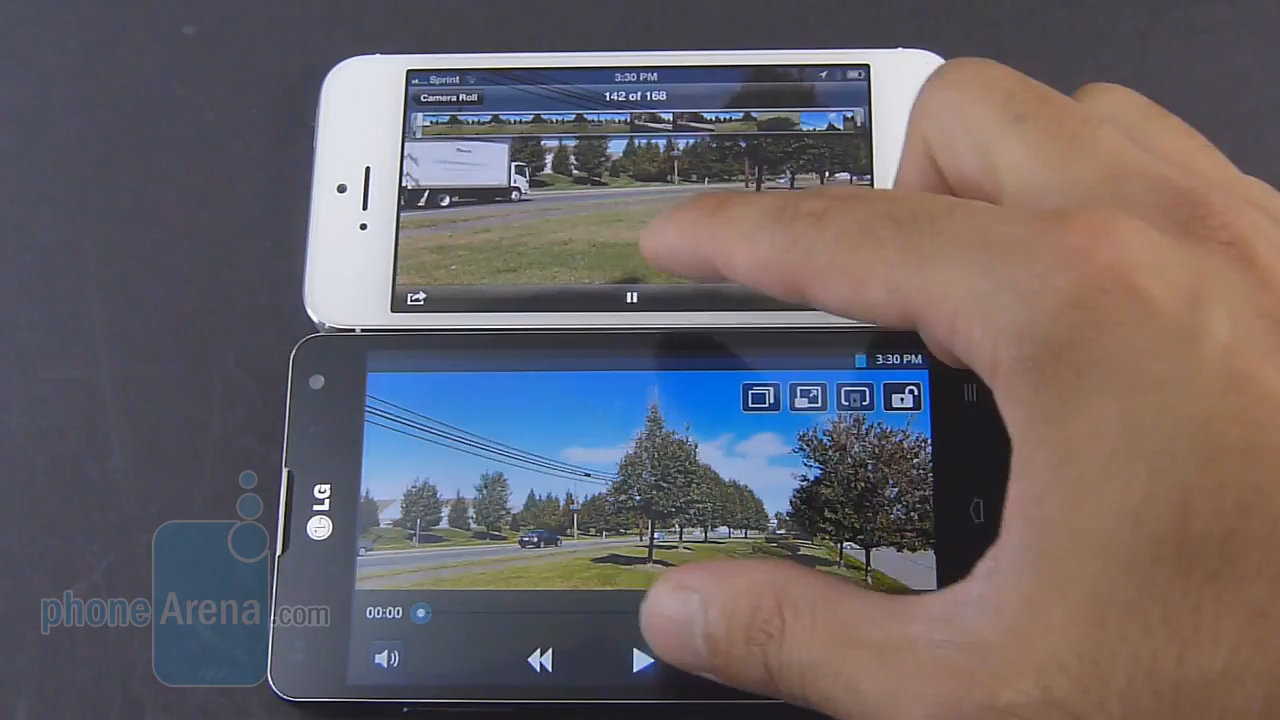 Sprint 3:30 PM
Camera Roll 142 of 168
3:30 PM
LG
phoneArena.com
00:00